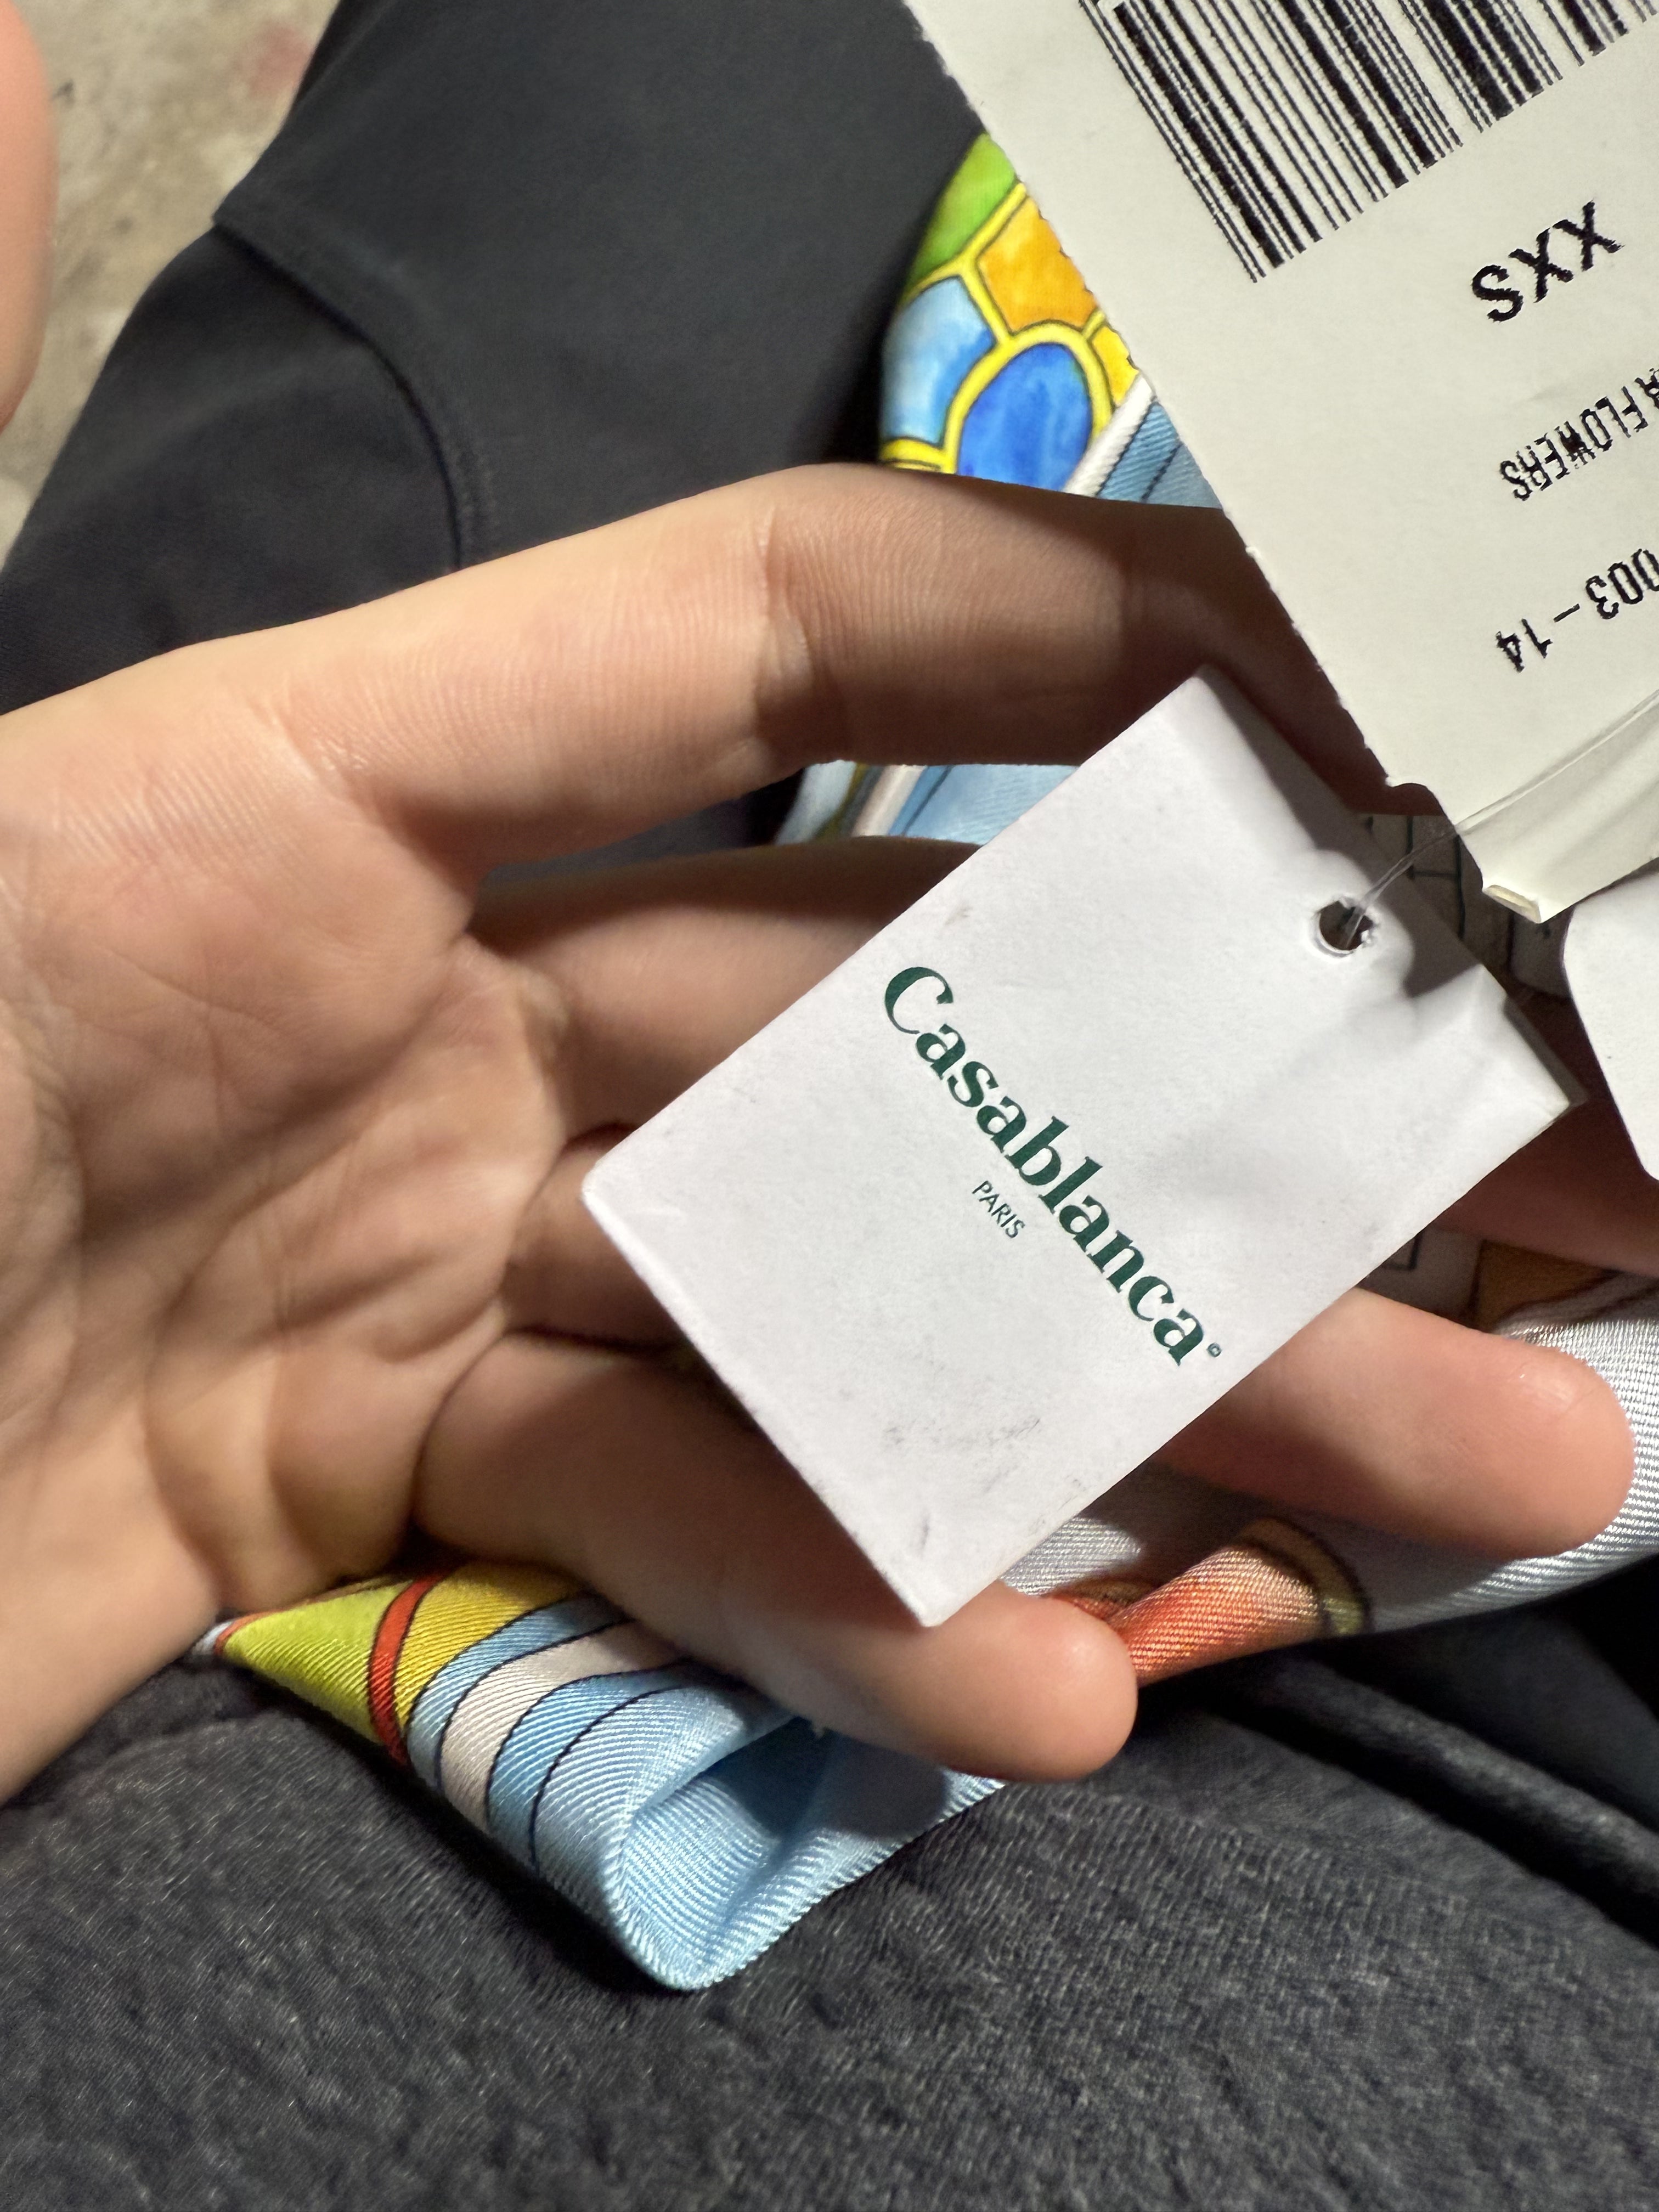 XXS
FLOWERS
003-14
Casablanca
PARIS